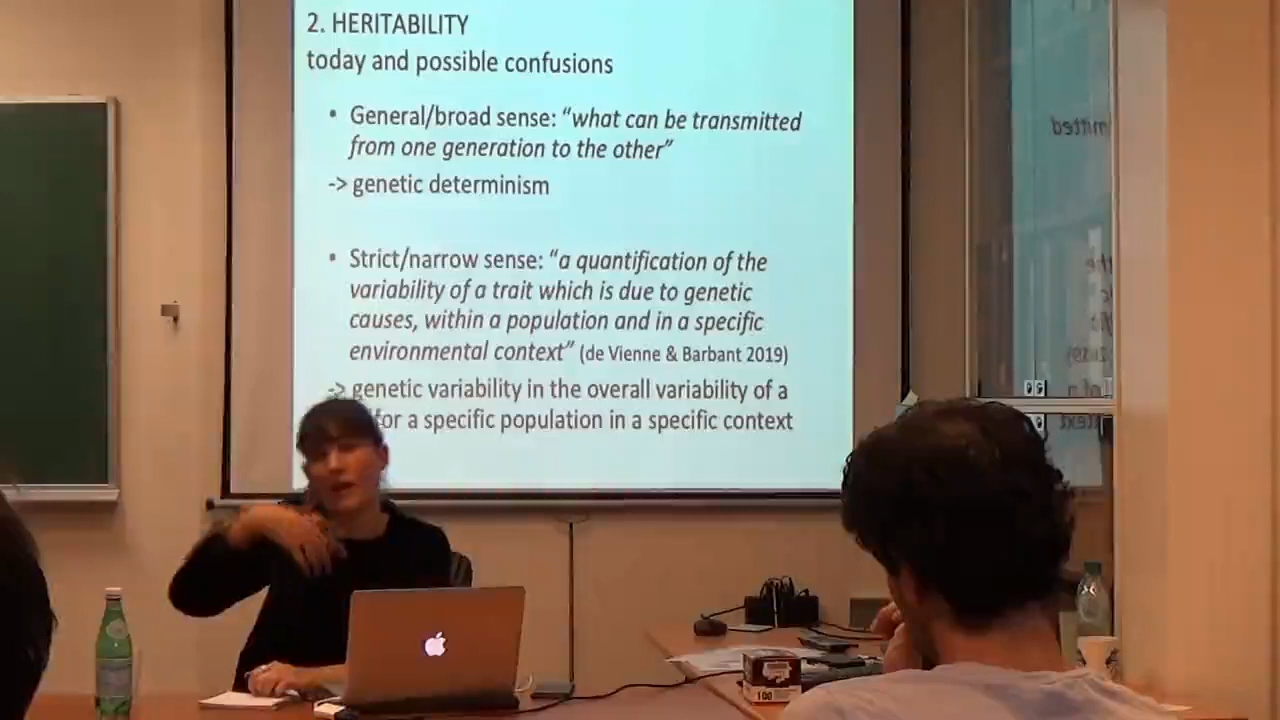 2. HERITABILITY
today and possible confusions
• General/broad sense: “what can be transmitted
from one generation to the other”
-> genetic determinism
• Strict/narrow sense: “a quantification of the
variability of a trait which is due to genetic
causes, within a population and in a specific
environmental context” (de Vienne & Barbant 2019)
-> genetic variability in the overall variability of a
for a specific population in a specific context
100